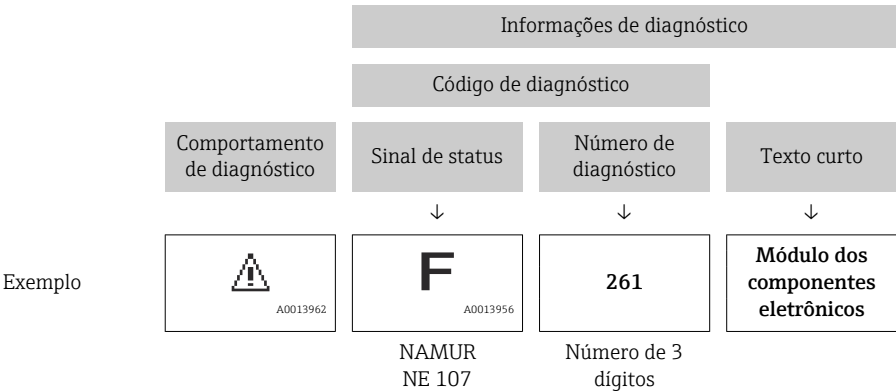 Informações de diagnóstico
Código de diagnóstico
Comportamento
de diagnóstico
Sinal de status
Número de
diagnóstico
Texto curto
↓ ↓ ↓
Exemplo
A0013962
F
A0013956
261
Módulo dos
componentes
eletrônicos
NAMUR
NE 107
Número de 3
dígitos